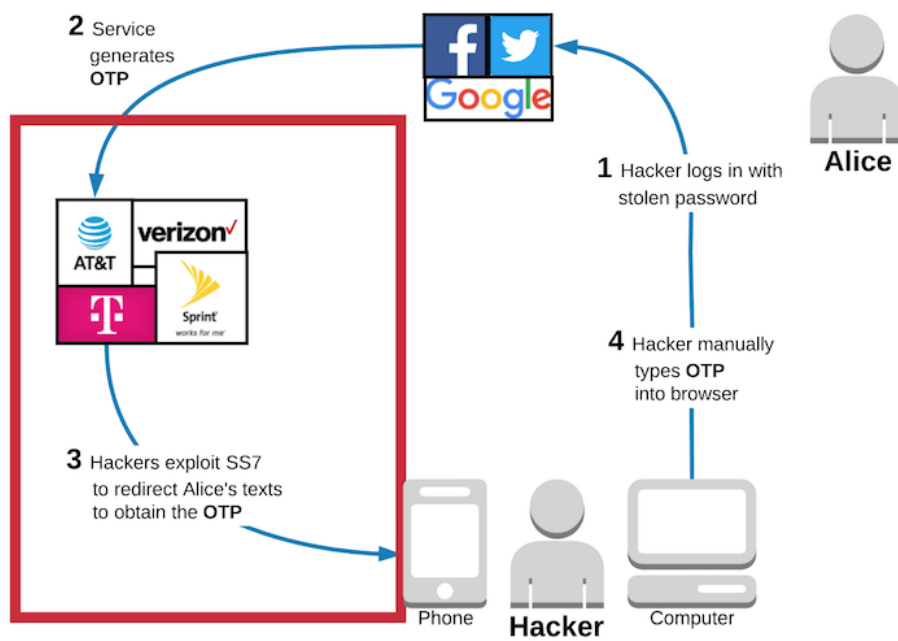 2 Service
generates
OTP
f
Google
Alice
1 Hacker logs in with
stolen password
AT&T
verizon✓
T
Sprint
works for me®
4 Hacker manually
types OTP
into browser
3 Hackers exploit SS7
to redirect Alice's texts
to obtain the OTP
Phone
Hacker
Computer